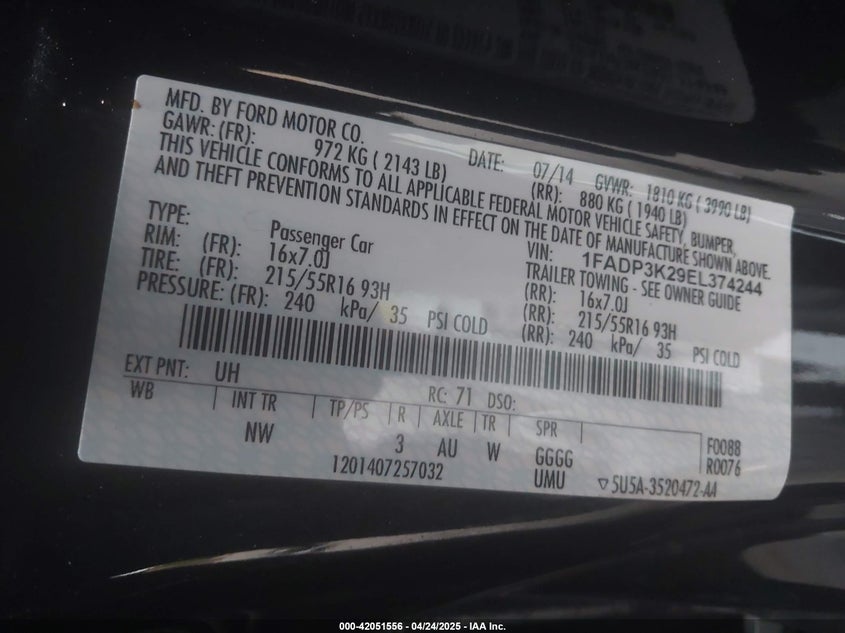 MFD. BY FORD MOTOR CO.
DATE: 07/14 GVWR: 1810 KG ( 3990 LB)
GAWR: (FR): 972 KG ( 2143 LB) (RR): 880 KG ( 1940 LB)
THIS VEHICLE CONFORMS TO ALL APPLICABLE FEDERAL MOTOR VEHICLE SAFETY, BUMPER,
AND THEFT PREVENTION STANDARDS IN EFFECT ON THE DATE OF MANUFACTURE SHOWN ABOVE.
VIN: 1FADP3K29EL374244
TYPE: Passenger Car TRAILER TOWING - SEE OWNER GUIDE
RIM: (FR): 16x7.0J (RR): 16x7.0J
TIRE: (FR): 215/55R16 93H (RR): 215/55R16 93H
PRESSURE: (FR): 240 kPa/ 35 PSI COLD (RR): 240 kPa/ 35 PSI COLD
EXT PNT: UH RC: 71 DSO:
WB INT TR TP/PS R AXLE TR SPR F0088
NW 3 AU W GGGG R0076
1201407257032 UMU ▽5U5A-3520472-AA
000-42051556 - 04/24/2025 - IAA Inc.